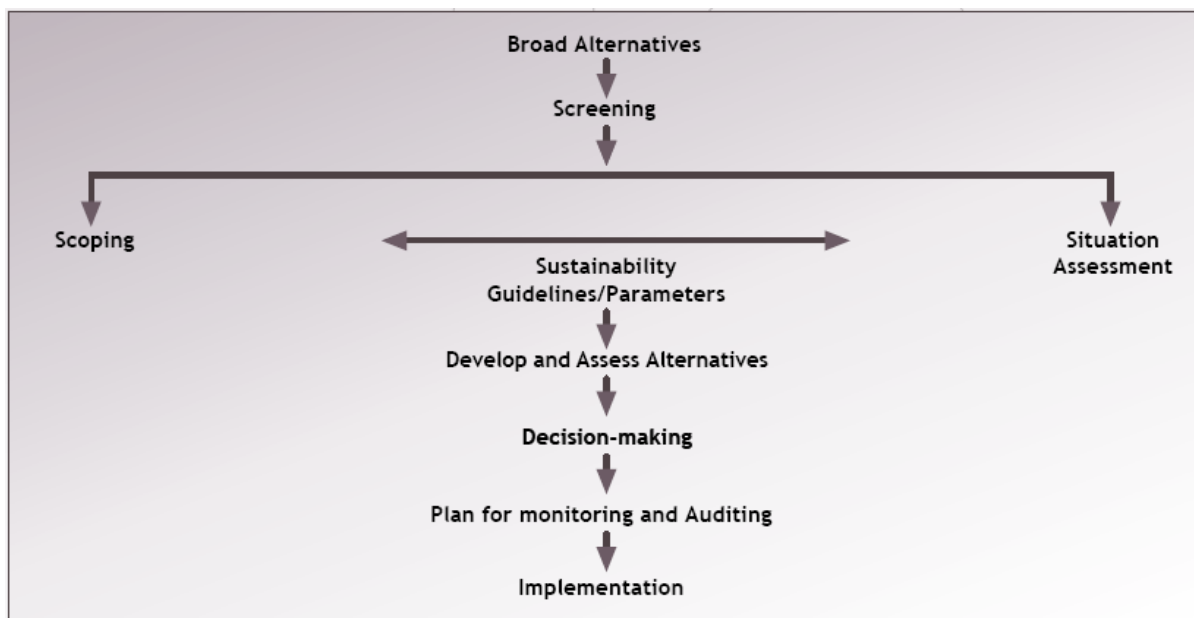 Broad Alternatives
Screening
Scoping
Situation
Assessment
Sustainability
Guidelines/Parameters
Develop and Assess Alternatives
Decision-making
Plan for monitoring and Auditing
Implementation